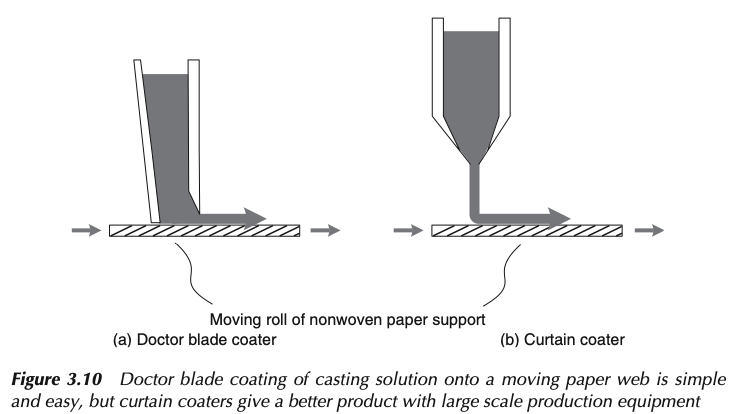 Moving roll of nonwoven paper support
(a) Doctor blade coater
(b) Curtain coater
Figure 3.10 Doctor blade coating of casting solution onto a moving paper web is simple
and easy, but curtain coaters give a better product with large scale production equipment